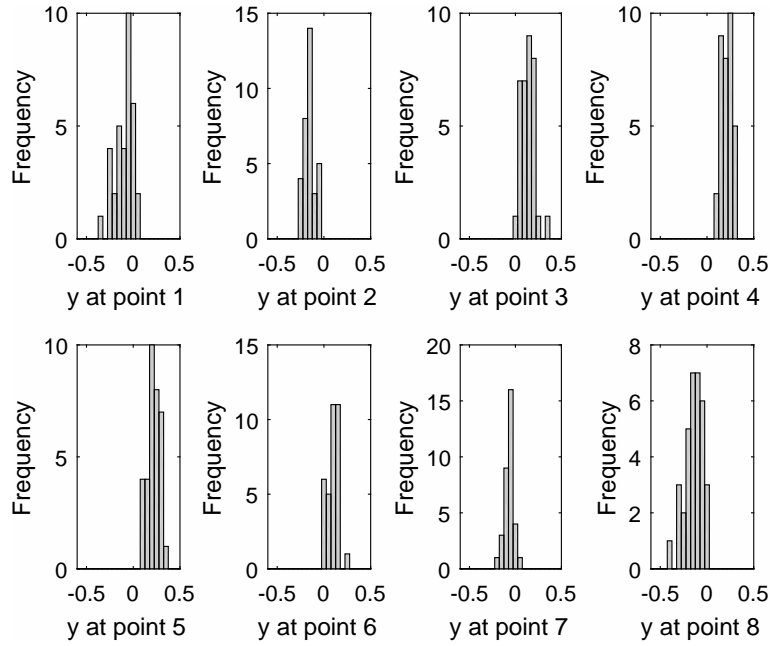 10
5
0
Frequency
-0.5 0 0.5
y at point 1
15
10
5
0
Frequency
-0.5 0 0.5
y at point 2
10
5
0
Frequency
-0.5 0 0.5
y at point 3
10
5
0
Frequency
-0.5 0 0.5
y at point 4
10
5
0
Frequency
-0.5 0 0.5
y at point 5
15
10
5
0
Frequency
-0.5 0 0.5
y at point 6
20
15
10
5
0
Frequency
-0.5 0 0.5
y at point 7
8
6
4
2
0
Frequency
-0.5 0 0.5
y at point 8